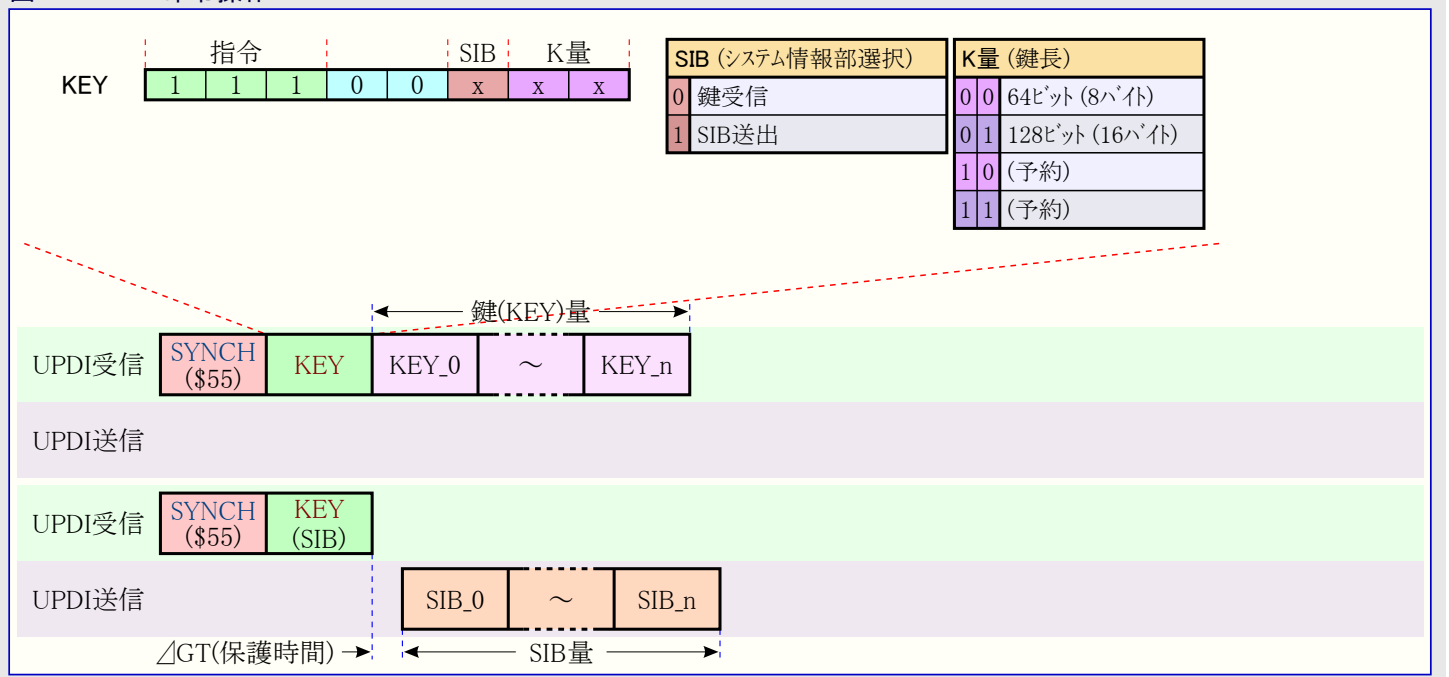 指令 SIB K量
KEY 1 1 1 0 0 x x x
SIB (システム情報部選択)
0 鍵受信
1 SIB送出
K量 (鍵長)
0 0 64ビット (8バイト)
0 1 128ビット (16バイト)
1 0 (予約)
1 1 (予約)
鍵(KEY)量
UPDI受信 SYNCH ($55) KEY KEY_0 ～ KEY_n
UPDI送信
UPDI受信 SYNCH ($55) KEY (SIB)
UPDI送信 SIB_0 ～ SIB_n
⊿GT(保護時間) SIB量